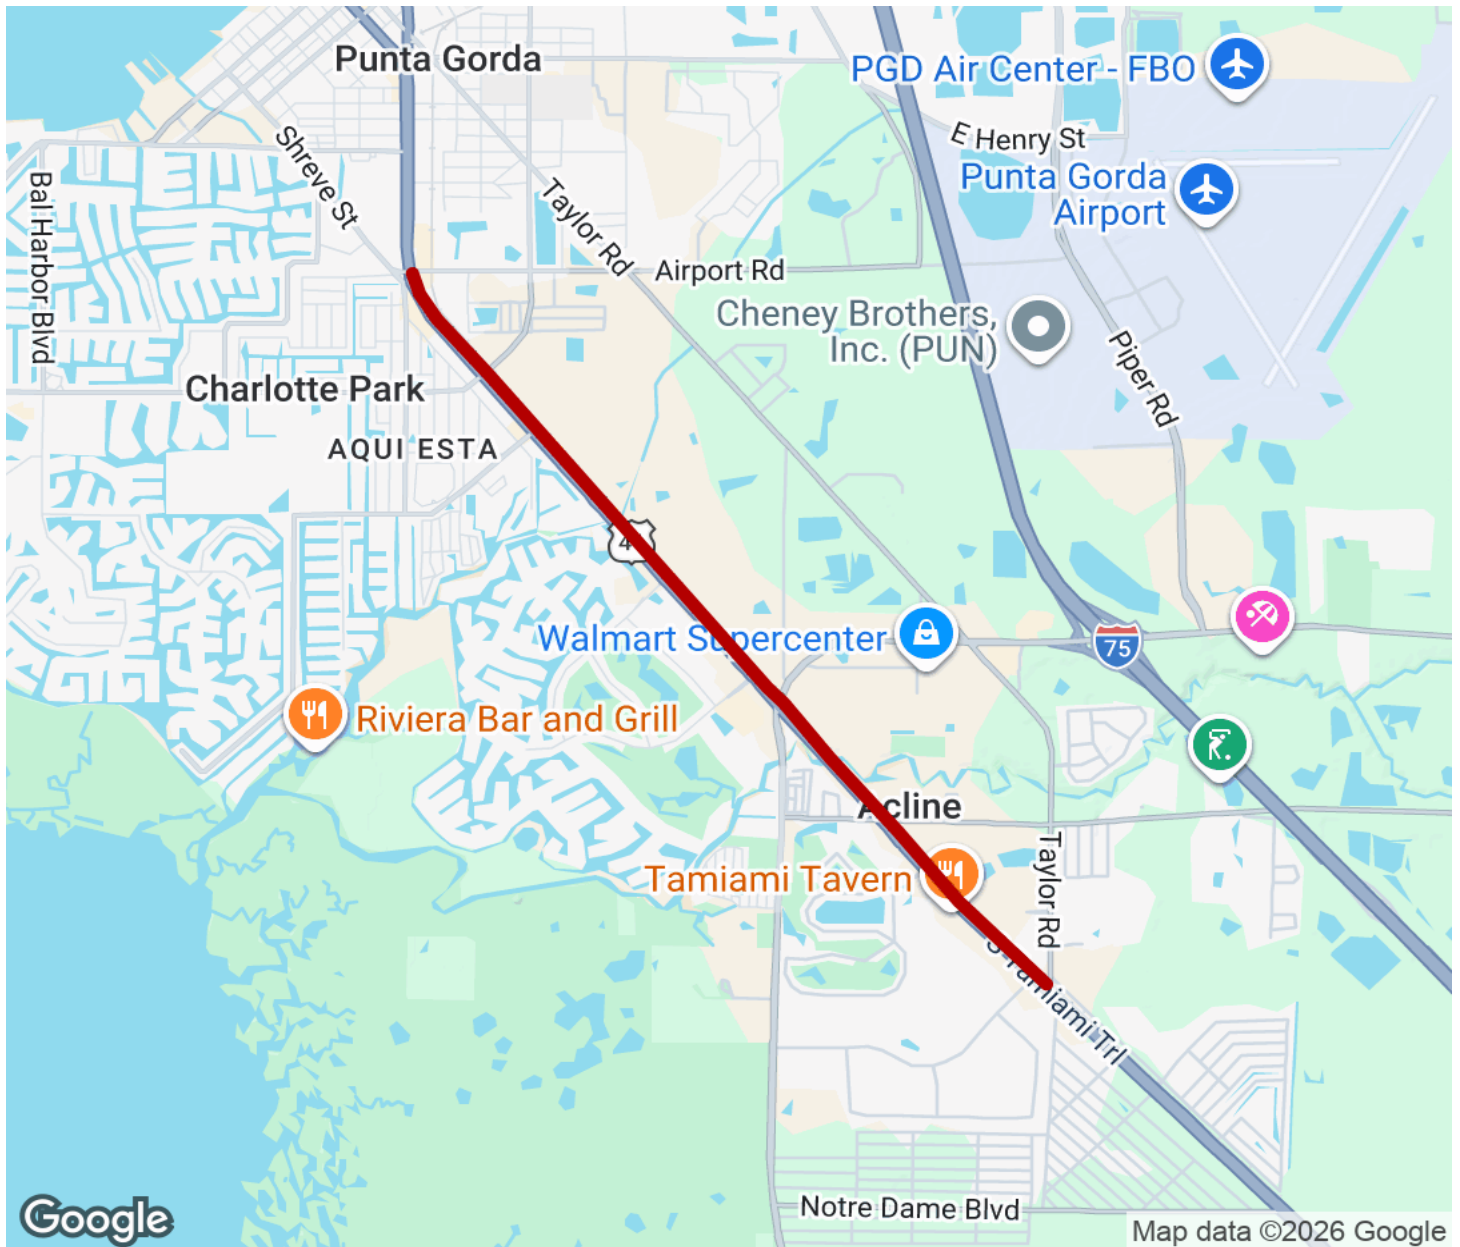 Punta Gorda
PGD Air Center - FBO
E Henry St
Shreve St
Bal Harbor Blvd
Taylor Rd
Punta Gorda
Airport
Airport Rd
Cheney Brothers,
Inc. (PUN)
Piper Rd
Charlotte Park
AQUI ESTA
Walmart Supercenter
75
Riviera Bar and Grill
Acline
Tamiami Tavern
Taylor Rd
S Tamiami Trl
Notre Dame Blvd
Google
Map data ©2026 Google